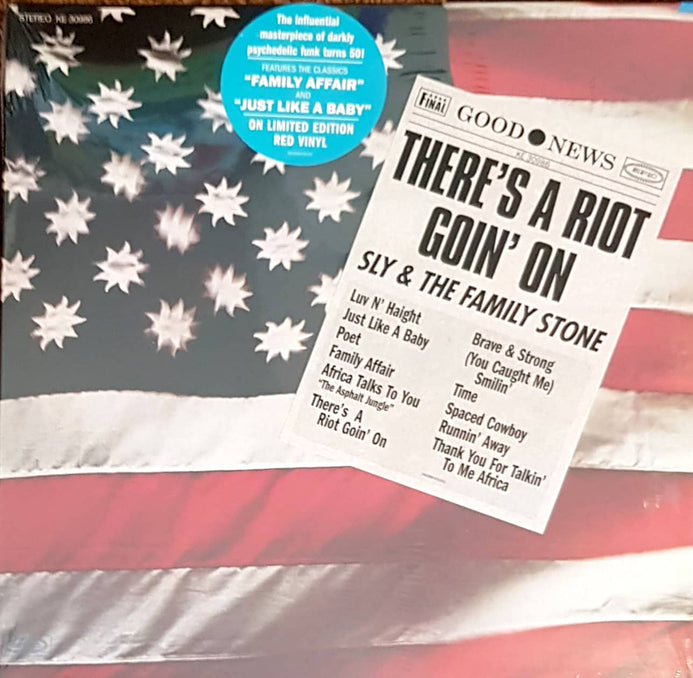 STEREO KE 30986
The influential
masterpiece of darkly
psychedelic funk turns 50!
FEATURES THE CLASSICS
"FAMILY AFFAIR"
AND
"JUST LIKE A BABY"
ON LIMITED EDITION
RED VINYL
FINAL
GOOD NEWS
KE 30986
EPIC
THERE'S A RIOT
GOIN' ON
SLY & THE FAMILY STONE
Luv N' Haight
Just Like A Baby
Poet
Family Affair
Africa Talks To You
"The Asphalt Jungle"
There's A
Riot Goin' On
Brave & Strong
(You Caught Me)
Smilin'
Time
Spaced Cowboy
Runnin' Away
Thank You For Talkin'
To Me Africa